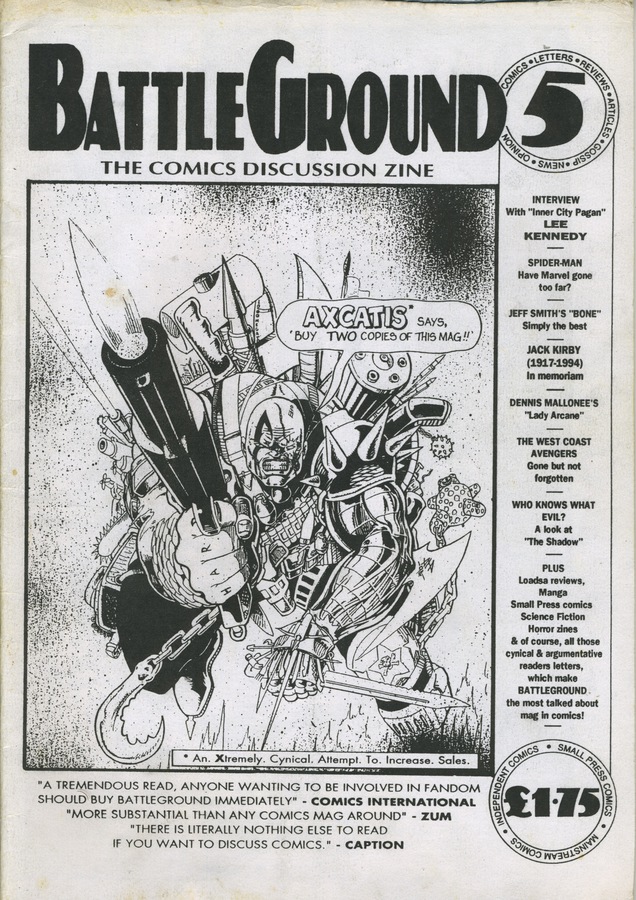 BATTLEGROUND 5
COMICS • LETTERS • REVIEWS • ARTICLES • GOSSIP • NEWS • OPINION
THE COMICS DISCUSSION ZINE
AXCATIS* SAYS,
'BUY TWO COPIES OF THIS MAG!!'
HARD
* An. Xtremely. Cynical. Attempt. To. Increase. Sales.
INTERVIEW
With "Inner City Pagan"
LEE
KENNEDY
SPIDER-MAN
Have Marvel gone
too far?
JEFF SMITH'S "BONE"
Simply the best
JACK KIRBY
(1917-1994)
In memoriam
DENNIS MALLONEE'S
"Lady Arcane"
THE WEST COAST
AVENGERS
Gone but not
forgotten
WHO KNOWS WHAT
EVIL?
A look at
"The Shadow"
PLUS
Loadsa reviews,
Manga
Small Press comics
Science Fiction
Horror zines
& of course, all those
cynical & argumentative
readers letters,
which make
BATTLEGROUND
the most talked about
mag in comics!
"A TREMENDOUS READ, ANYONE WANTING TO BE INVOLVED IN FANDOM
SHOULD BUY BATTLEGROUND IMMEDIATELY" - COMICS INTERNATIONAL
"MORE SUBSTANTIAL THAN ANY COMICS MAG AROUND" - ZUM
"THERE IS LITERALLY NOTHING ELSE TO READ
IF YOU WANT TO DISCUSS COMICS." - CAPTION
INDEPENDENT COMICS • SMALL PRESS COMICS • MAINSTREAM COMICS •
£1·75